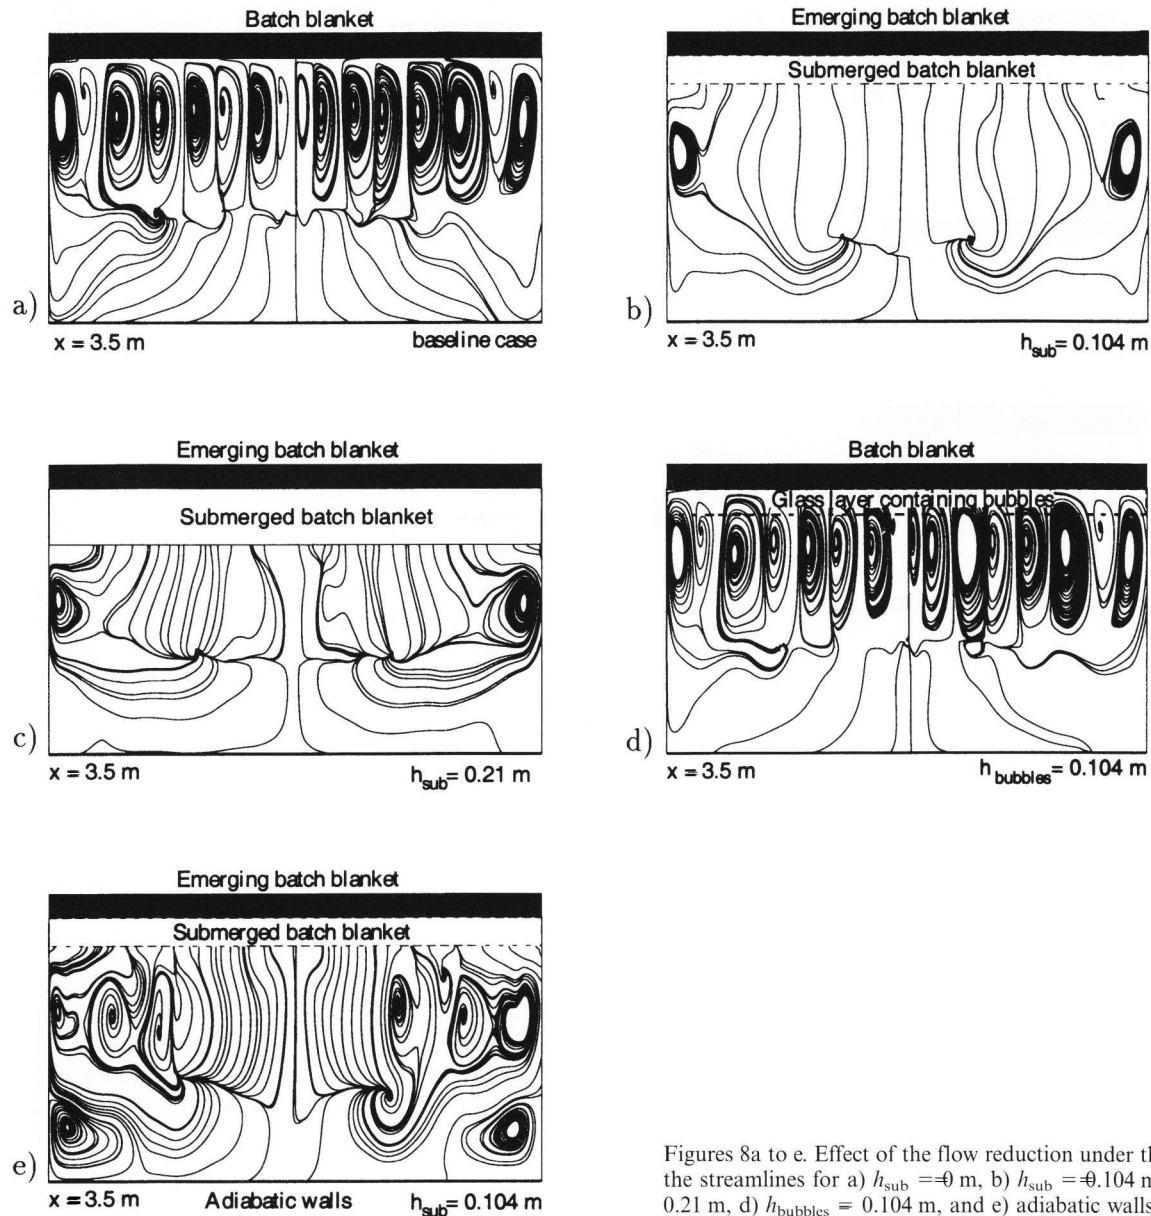 Batch blanket
a)
x = 3.5 m
baseline case
Emerging batch blanket
Submerged batch blanket
b)
x = 3.5 m
h_sub = 0.104 m
Emerging batch blanket
Submerged batch blanket
c)
x = 3.5 m
h_sub = 0.21 m
Batch blanket
Glass layer containing bubbles
d)
x = 3.5 m
h_bubbles = 0.104 m
Emerging batch blanket
Submerged batch blanket
e)
x = 3.5 m
Adiabatic walls
h_sub = 0.104 m
Figures 8a to e. Effect of the flow reduction under th
the streamlines for a) h_sub = 0 m, b) h_sub = 0.104 m
0.21 m, d) h_bubbles = 0.104 m, and e) adiabatic walls